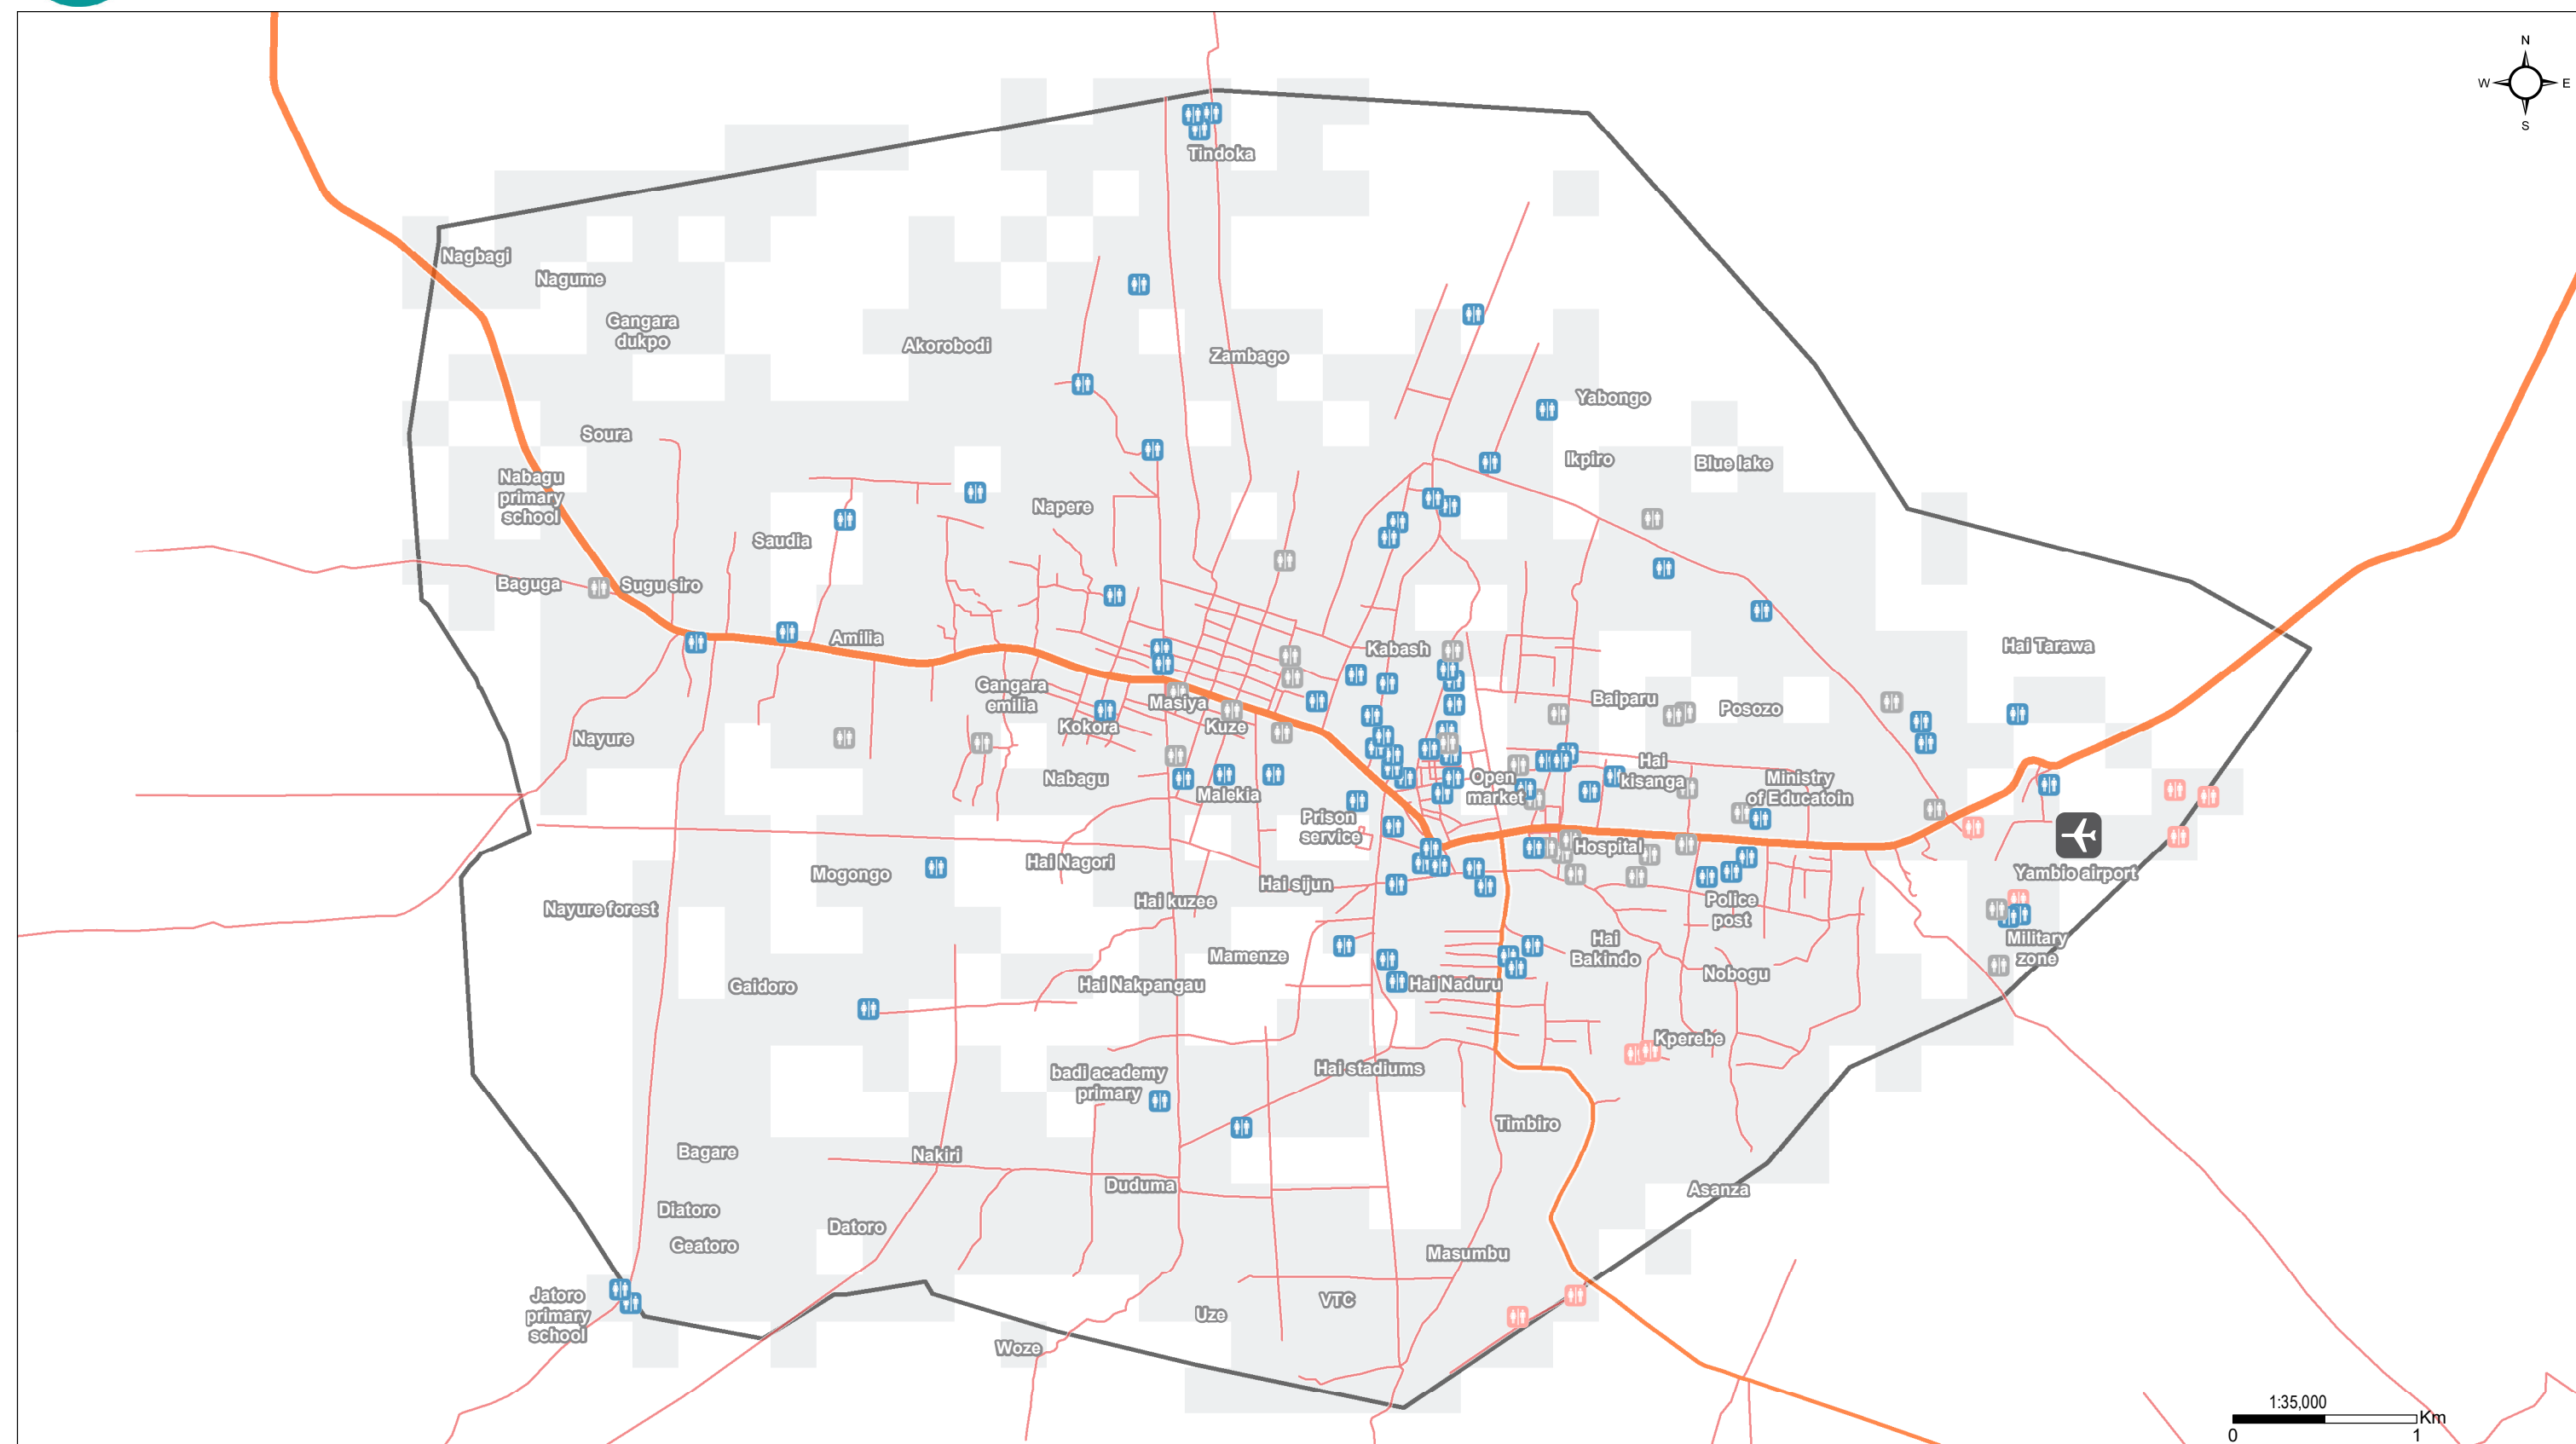 N
W
E
S
Tindoka
Nagbagi
Nagume
Gangara
dukpo
Akorobodi
Zambago
Yabongo
Soura
Ikpiro
Blue lake
Nabagu
primary
school
Napere
Saudia
Baguga
Sugu siro
Amilia
Kabash
Hai Tarawa
Gangara
emilia
Masiya
Baiparu
Posozo
Kokora
Kuze
Nayure
Hai
kisanga
Nabagu
Open
market
Ministry
of Educatoin
Malekia
Prison
service
Hospital
Hai Nagori
Mogongo
Yambio airport
Hai sijun
Hai kuzee
Nayure forest
Police
post
Hai
Bakindo
Military
zone
Mamenze
Nobogu
Gaidoro
Hai Nakpangau
Hai Naduru
Kperebe
Hai stadiums
badi academy
primary
Timbiro
Bagare
Nakiri
Duduma
Asanza
Diatoro
Datoro
Geatoro
Masumbu
Jatoro
primary
school
VTC
Uze
Woze
1:35,000
Km
0
1